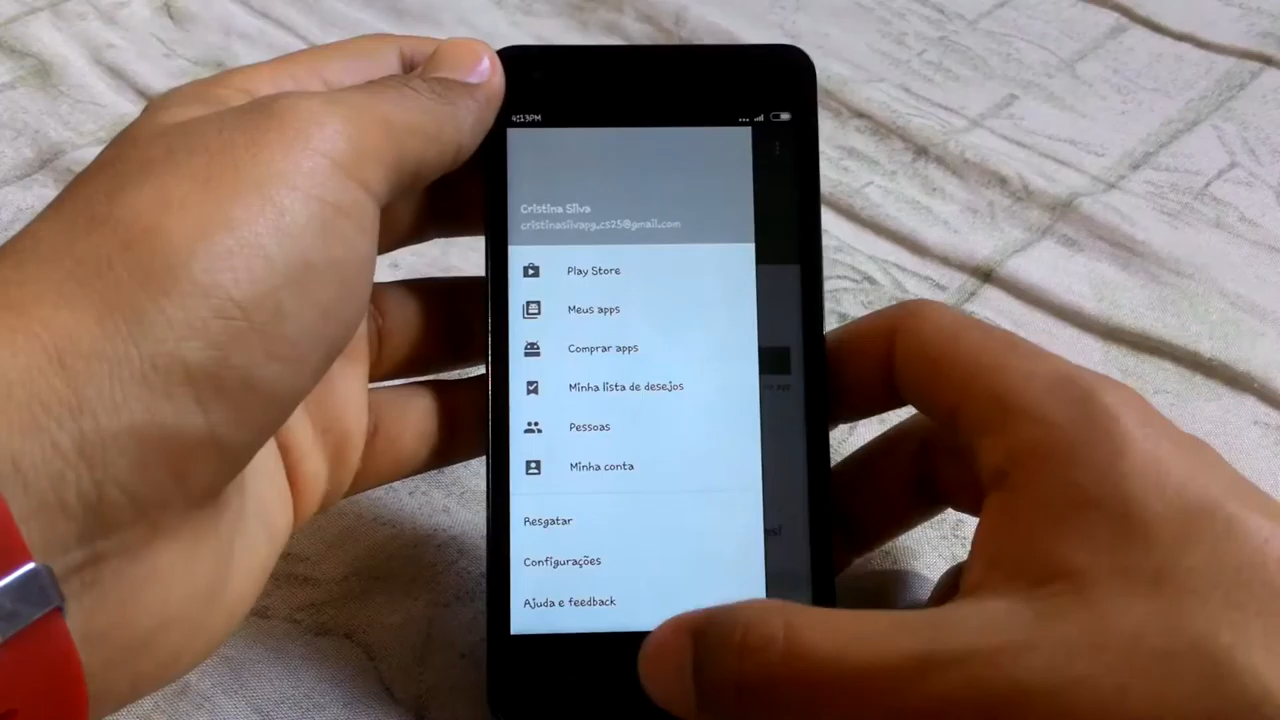 4:13PM
Cristina Silva
cristinasilvapg.cs25@gmail.com
Play Store
Meus apps
Comprar apps
Minha lista de desejos
Pessoas
Minha conta
Resgatar
Configurações
Ajuda e feedback